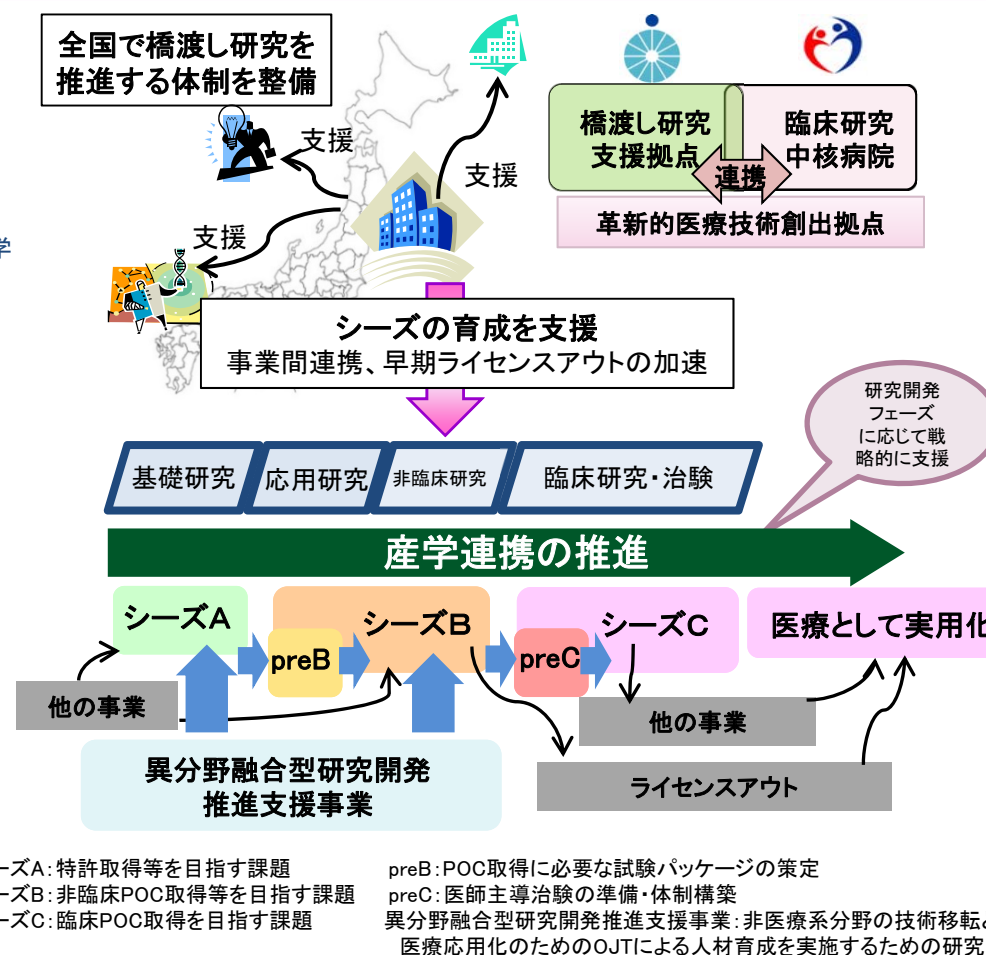 全国で橋渡し研究を
推進する体制を整備
支援
支援
支援
学
橋渡し研究
支援拠点
臨床研究
中核病院
連携
革新的医療技術創出拠点
シーズの育成を支援
事業間連携、早期ライセンスアウトの加速
研究開発
フェーズ
に応じて戦
略的に支援
基礎研究
応用研究
非臨床研究
臨床研究・治験
産学連携の推進
シーズA
preB
シーズB
preC
シーズC
医療として実用化
他の事業
他の事業
ライセンスアウト
異分野融合型研究開発
推進支援事業
ーズA:特許取得等を目指す課題
ーズB:非臨床POC取得等を目指す課題
ーズC:臨床POC取得を目指す課題
preB:POC取得に必要な試験パッケージの策定
preC:医師主導治験の準備・体制構築
異分野融合型研究開発推進支援事業:非医療系分野の技術移転
医療応用化のためのOJTによる人材育成を実施するための研究